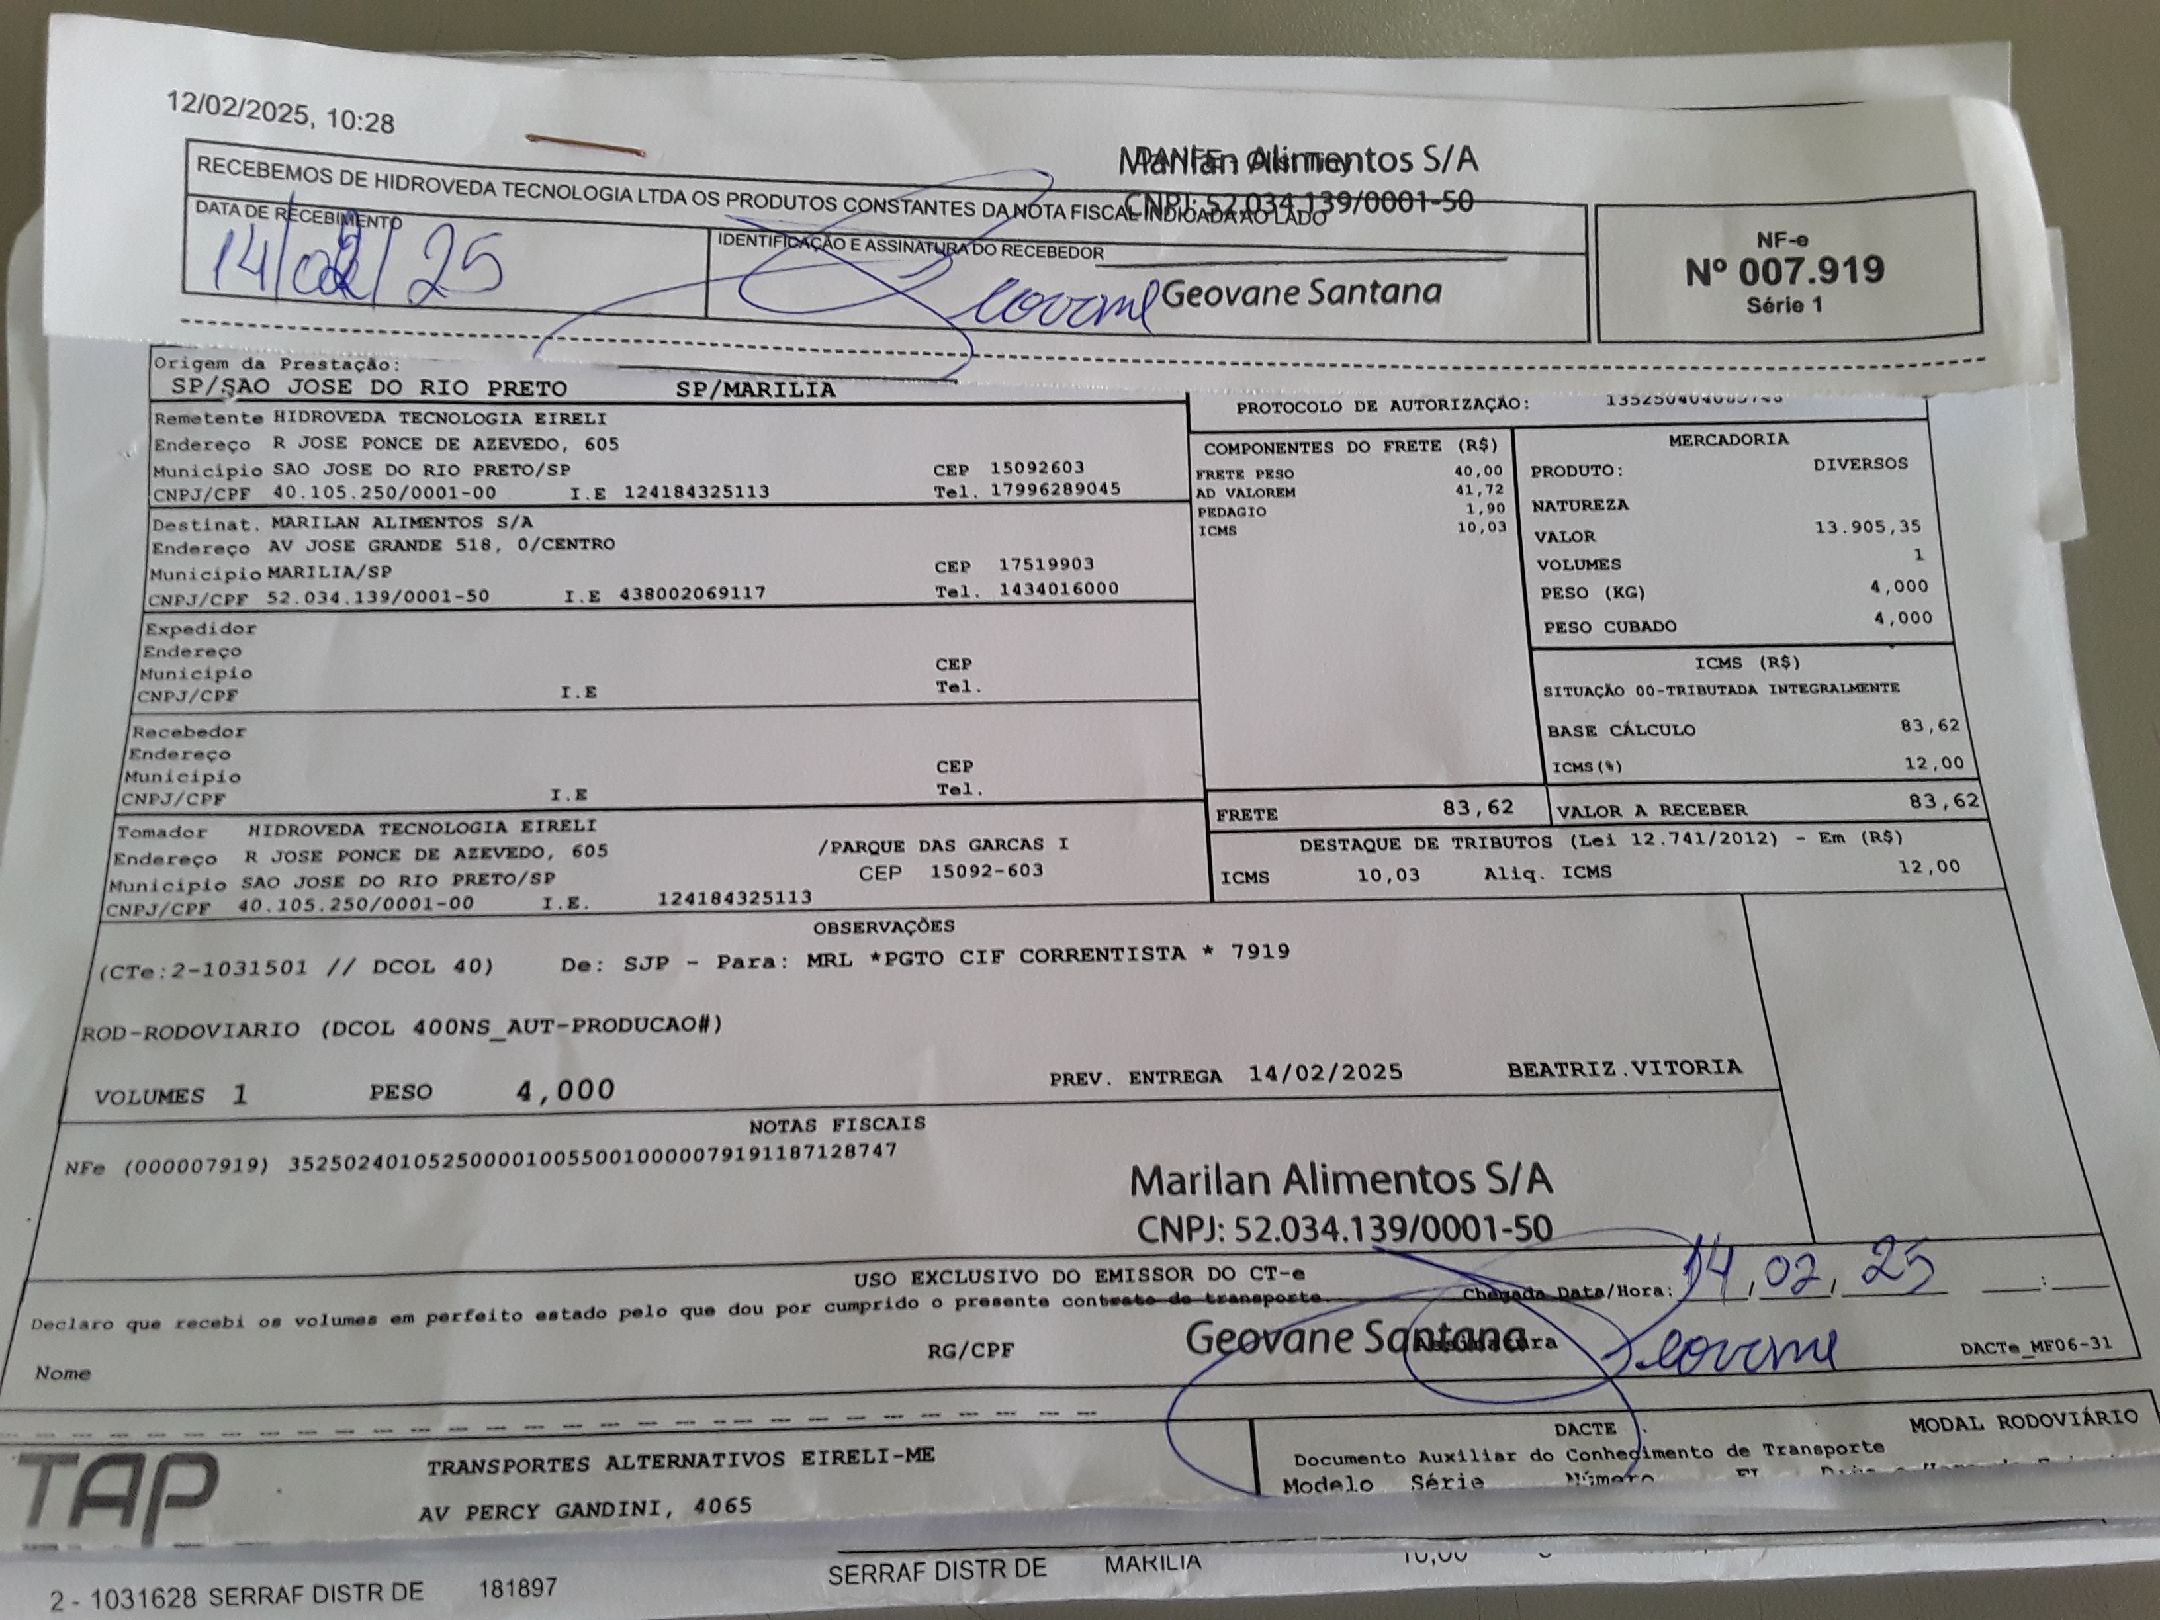 12/02/2025, 10:28
Marilan Alimentos S/A
CNPJ: 52.034.139/0001-50
RECEBEMOS DE HIDROVEDA TECNOLOGIA LTDA OS PRODUTOS CONSTANTES DA NOTA FISCAL INDICADA AO LADO
DATA DE RECEBIMENTO
IDENTIFICAÇÃO E ASSINATURA DO RECEBEDOR
14/02/25
Geovane Geovane Santana
NF-e
Nº 007.919
Série 1
Origem da Prestação:
SP/SAO JOSE DO RIO PRETO SP/MARILIA
Remetente HIDROVEDA TECNOLOGIA EIRELI
Endereço R JOSE PONCE DE AZEVEDO, 605
Municipio SAO JOSE DO RIO PRETO/SP CEP 15092603
CNPJ/CPF 40.105.250/0001-00 I.E 124184325113 Tel. 17996289045
Destinat. MARILAN ALIMENTOS S/A
Endereço AV JOSE GRANDE 518, 0/CENTRO
Municipio MARILIA/SP CEP 17519903
CNPJ/CPF 52.034.139/0001-50 I.E 438002069117 Tel. 1434016000
Expedidor
Endereço
Municipio CEP
CNPJ/CPF I.E Tel.
Recebedor
Endereço
Municipio CEP
CNPJ/CPF I.E Tel.
Tomador HIDROVEDA TECNOLOGIA EIRELI
Endereço R JOSE PONCE DE AZEVEDO, 605 /PARQUE DAS GARCAS I
Municipio SAO JOSE DO RIO PRETO/SP CEP 15092-603
CNPJ/CPF 40.105.250/0001-00 I.E. 124184325113
PROTOCOLO DE AUTORIZAÇÃO:
COMPONENTES DO FRETE (R$)
FRETE PESO 40,00
AD VALOREM 41,72
PEDAGIO 1,90
ICMS 10,03
MERCADORIA
PRODUTO: DIVERSOS
NATUREZA
VALOR 13.905,35
VOLUMES 1
PESO (KG) 4,000
PESO CUBADO 4,000
ICMS (R$)
SITUAÇÃO 00-TRIBUTADA INTEGRALMENTE
BASE CÁLCULO 83,62
ICMS(%) 12,00
FRETE 83,62 VALOR A RECEBER 83,62
DESTAQUE DE TRIBUTOS (Lei 12.741/2012) - Em (R$)
ICMS 10,03 Aliq. ICMS 12,00
OBSERVAÇÕES
(CTe:2-1031501 // DCOL 40) De: SJP - Para: MRL *PGTO CIF CORRENTISTA * 7919
ROD-RODOVIARIO (DCOL 400NS_AUT-PRODUCAO#)
VOLUMES 1 PESO 4,000 PREV. ENTREGA 14/02/2025 BEATRIZ.VITORIA
NOTAS FISCAIS
NFe (000007919) 35250240105250000100550010000079191187128747
Marilan Alimentos S/A
CNPJ: 52.034.139/0001-50
USO EXCLUSIVO DO EMISSOR DO CT-e
Declaro que recebi os volumes em perfeito estado pelo que dou por cumprido o presente contrato de transporte.
Chegada Data/Hora: 14,02,25 __:__
Nome RG/CPF Geovane Santana Assinatura Geovane DACTe_MF06-31
TAP
TRANSPORTES ALTERNATIVOS EIRELI-ME
AV PERCY GANDINI, 4065
DACTE MODAL RODOVIÁRIO
Documento Auxiliar do Conhecimento de Transporte
Modelo Série Número
2 - 1031628 SERRAF DISTR DE 181897 SERRAF DISTR DE MARILIA 10,00